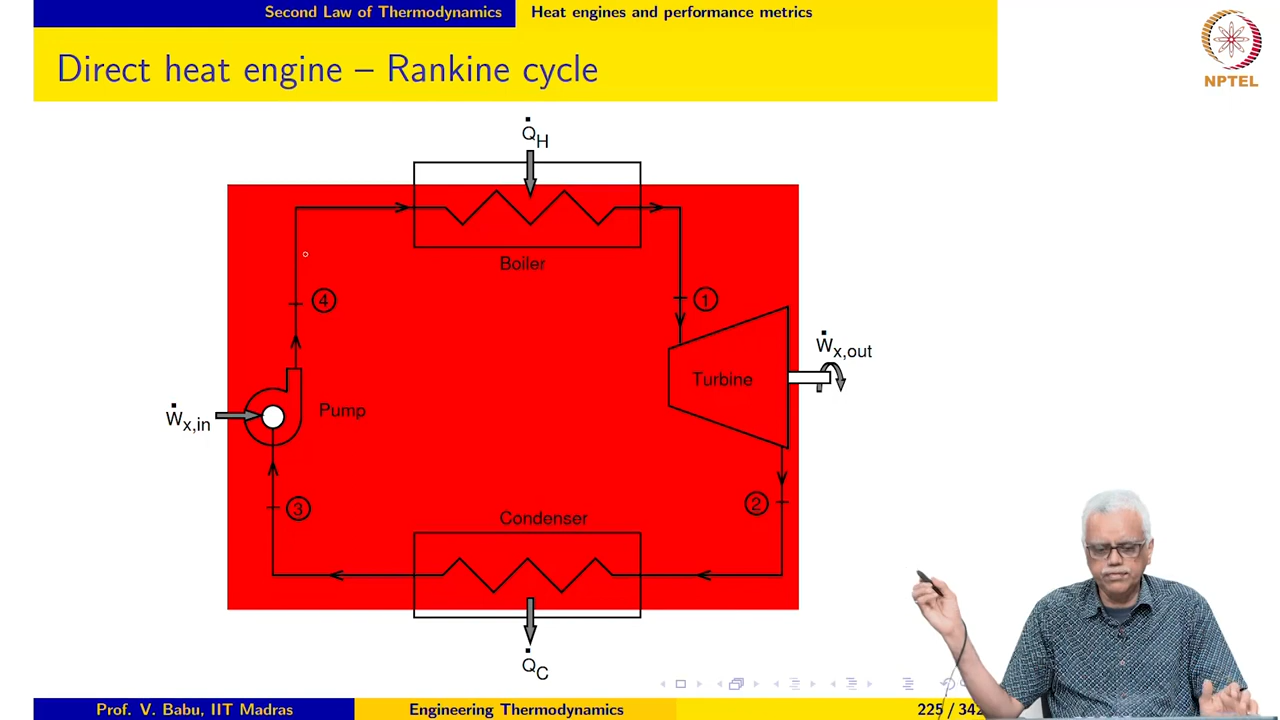 Second Law of Thermodynamics Heat engines and performance metrics
NPTEL
Direct heat engine – Rankine cycle
Q̇H
Boiler
4
1
Ẇx,out
Turbine
Ẇx,in
Pump
3
2
Condenser
Q̇C
Prof. V. Babu, IIT Madras Engineering Thermodynamics 225 / 342